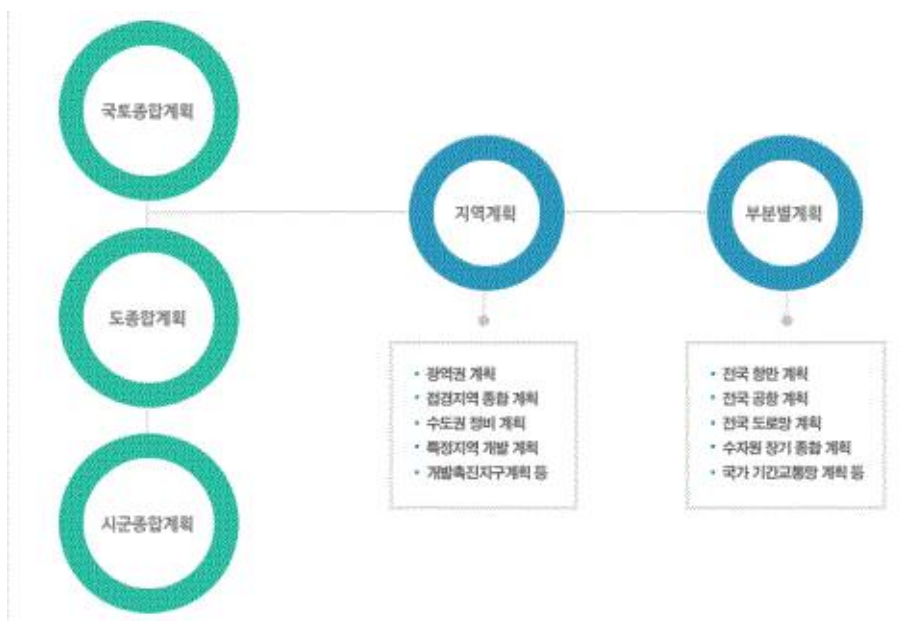 국토종합계획
지역계획
부분별계획
도종합계획
시군종합계획
• 광역권 계획
• 접경지역 종합 계획
• 수도권 정비 계획
• 특정지역 개발 계획
• 개발촉진지구계획 등
• 전국 항만 계획
• 전국 공항 계획
• 전국 도로망 계획
• 수자원 장기 종합 계획
• 국가 기간교통망 계획 등